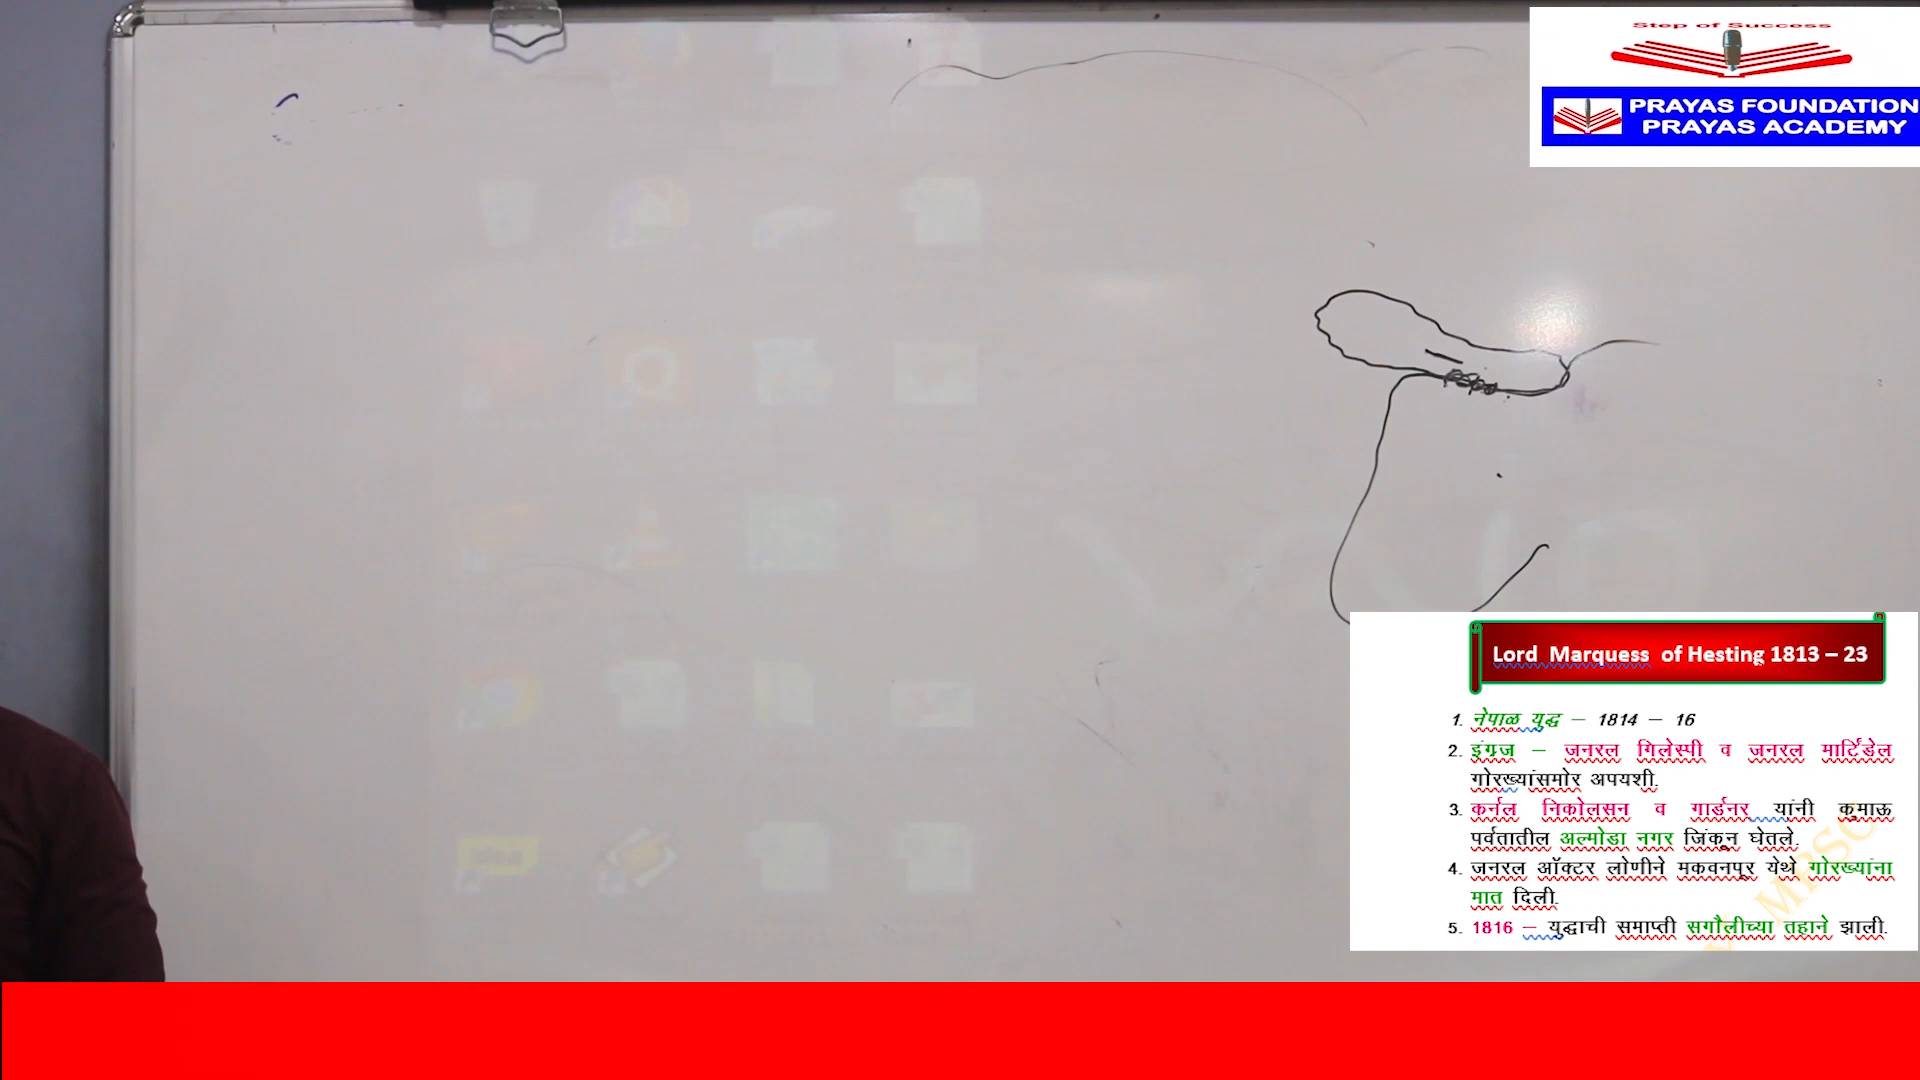 Step of Success
PRAYAS FOUNDATION
PRAYAS ACADEMY
Lord Marquess of Hesting 1813 – 23
1. नेपाळ युद्ध – 1814 – 16
2. इंग्रज – जनरल गिलेस्पी व जनरल मार्टिंडेल
गोरख्यांसमोर अपयशी.
3. कर्नल निकोलसन व गार्डनर यांनी कुमाऊ
पर्वतातील अल्मोडा नगर जिंकून घेतले.
4. जनरल ऑक्टर लोणीने मकवनपूर येथे गोरख्यांना
मात दिली.
5. 1816 – युद्धाची समाप्ती सगौलीच्या तहाने झाली.